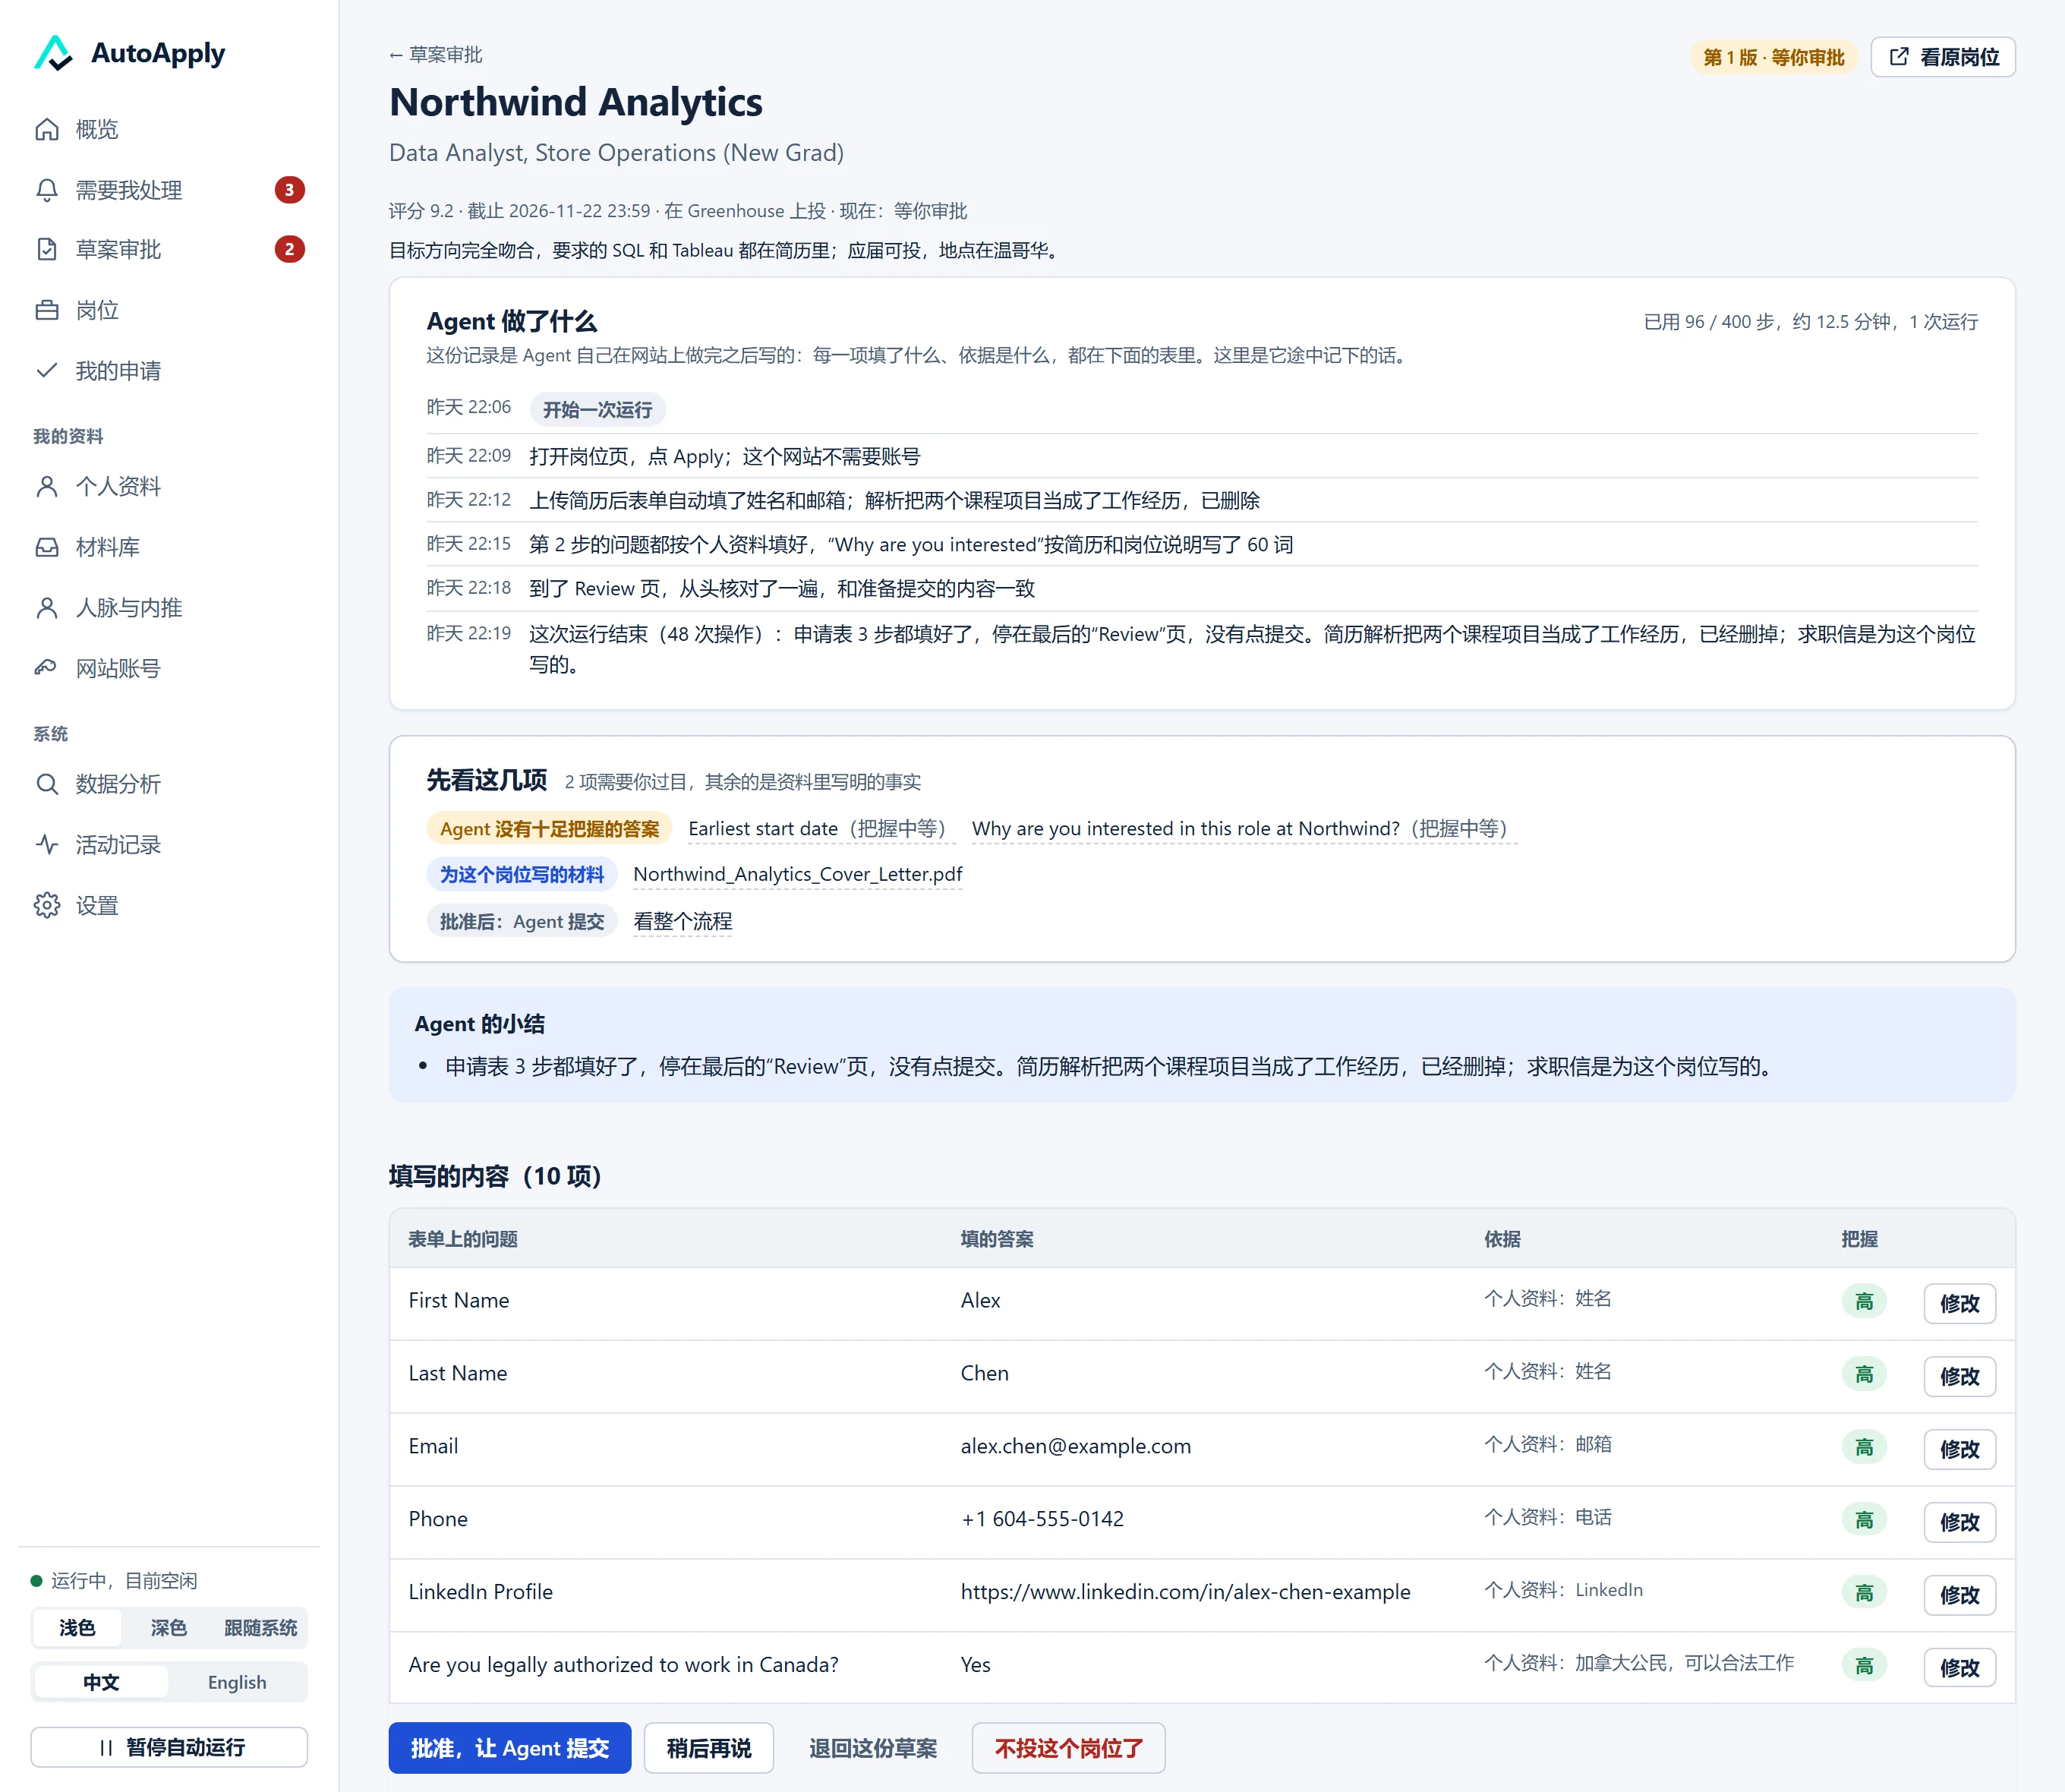 AutoApply
概览
需要我处理 3
草案审批 2
岗位
我的申请
我的资料
个人资料
材料库
人脉与内推
网站账号
系统
数据分析
活动记录
设置
运行中，目前空闲
浅色 深色 跟随系统
中文 English
暂停自动运行
← 草案审批
第 1 版 · 等你审批 看原岗位
Northwind Analytics
Data Analyst, Store Operations (New Grad)
评分 9.2 · 截止 2026-11-22 23:59 · 在 Greenhouse 上投 · 现在：等你审批
目标方向完全吻合，要求的 SQL 和 Tableau 都在简历里；应届可投，地点在温哥华。
Agent 做了什么 已用 96 / 400 步，约 12.5 分钟，1 次运行
这份记录是 Agent 自己在网站上做完之后写的：每一项填了什么、依据是什么，都在下面的表里。这里是它途中记下的话。
昨天 22:06 开始一次运行
昨天 22:09 打开岗位页，点 Apply；这个网站不需要账号
昨天 22:12 上传简历后表单自动填了姓名和邮箱；解析把两个课程项目当成了工作经历，已删除
昨天 22:15 第 2 步的问题都按个人资料填好，“Why are you interested”按简历和岗位说明写了 60 词
昨天 22:18 到了 Review 页，从头核对了一遍，和准备提交的内容一致
昨天 22:19 这次运行结束（48 次操作）：申请表 3 步都填好了，停在最后的“Review”页，没有点提交。简历解析把两个课程项目当成了工作经历，已经删掉；求职信是为这个岗位
写的。
先看这几项 2 项需要你过目，其余的是资料里写明的事实
Agent 没有十足把握的答案 Earliest start date（把握中等） Why are you interested in this role at Northwind?（把握中等）
为这个岗位写的材料 Northwind_Analytics_Cover_Letter.pdf
批准后：Agent 提交 看整个流程
Agent 的小结
• 申请表 3 步都填好了，停在最后的“Review”页，没有点提交。简历解析把两个课程项目当成了工作经历，已经删掉；求职信是为这个岗位写的。
填写的内容（10 项）
表单上的问题 填的答案 依据 把握
First Name Alex 个人资料：姓名 高 修改
Last Name Chen 个人资料：姓名 高 修改
Email alex.chen@example.com 个人资料：邮箱 高 修改
Phone +1 604-555-0142 个人资料：电话 高 修改
LinkedIn Profile https://www.linkedin.com/in/alex-chen-example 个人资料：LinkedIn 高 修改
Are you legally authorized to work in Canada? Yes 个人资料：加拿大公民，可以合法工作 高 修改
批准，让 Agent 提交 稍后再说 退回这份草案 不投这个岗位了